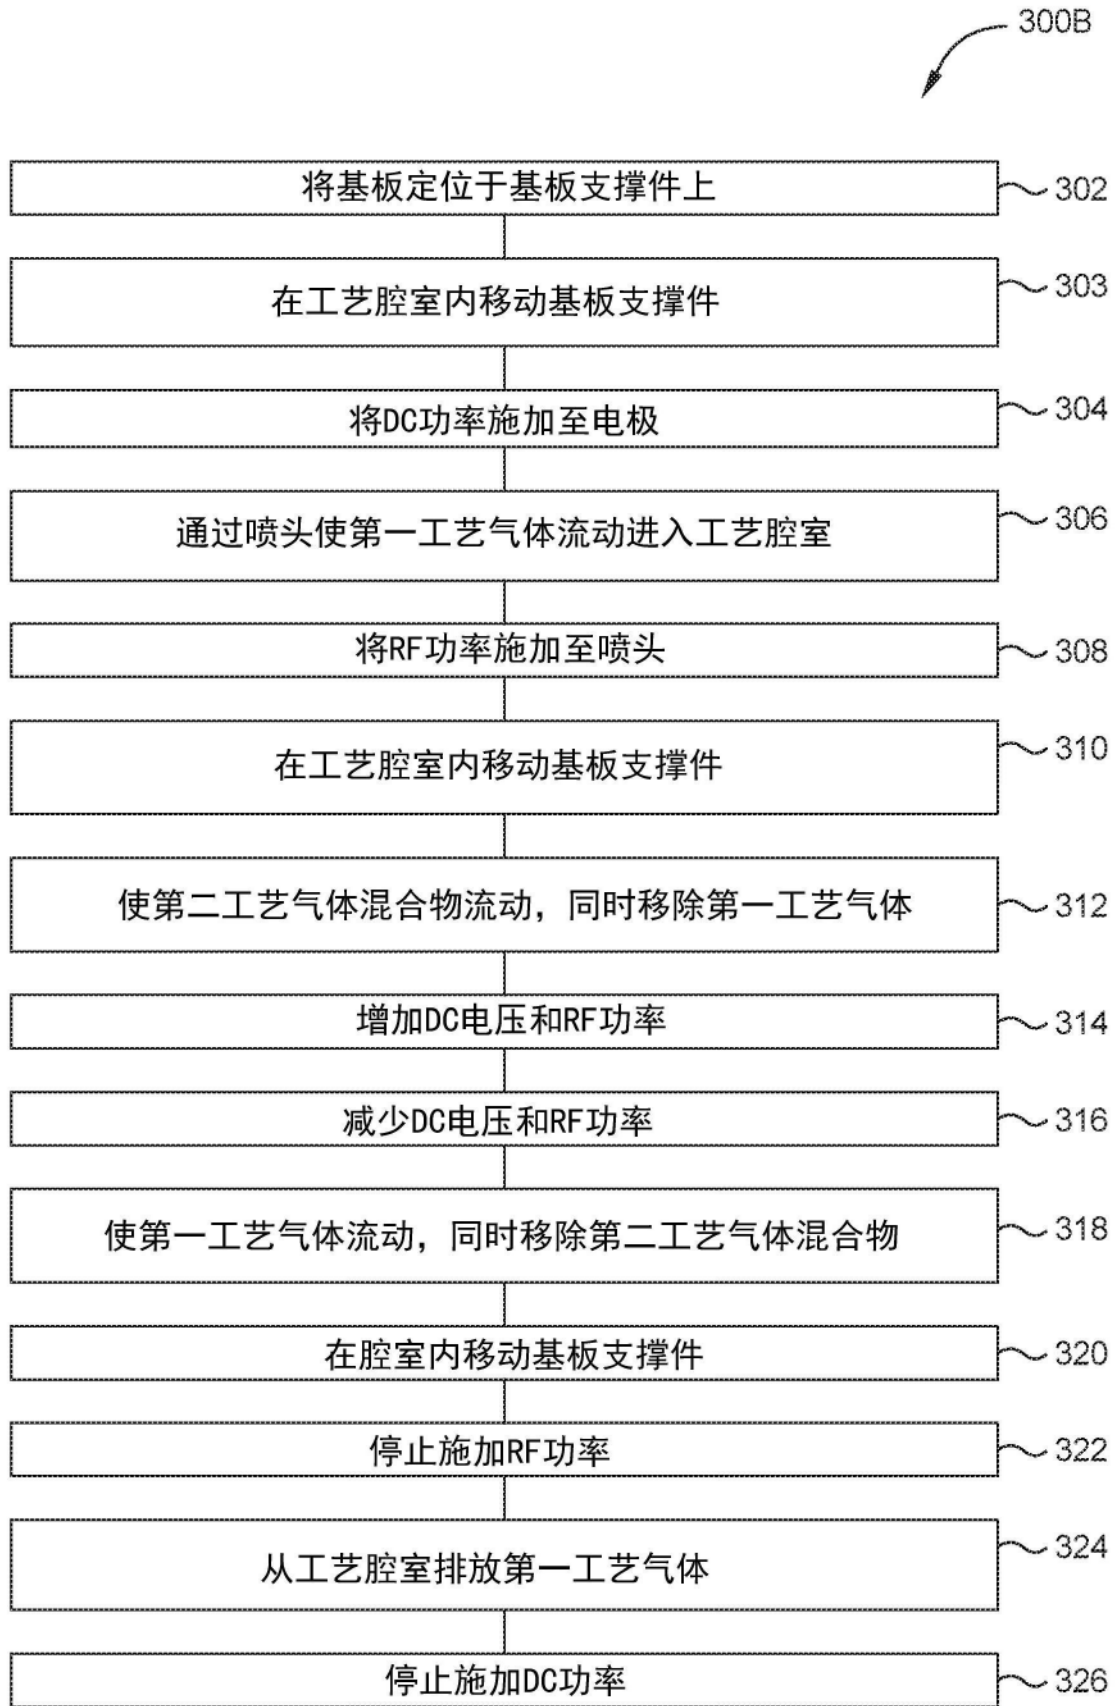 300B
将基板定位于基板支撑件上 302
在工艺腔室内移动基板支撑件 303
将DC功率施加至电极 304
通过喷头使第一工艺气体流动进入工艺腔室 306
将RF功率施加至喷头 308
在工艺腔室内移动基板支撑件 310
使第二工艺气体混合物流动，同时移除第一工艺气体 312
增加DC电压和RF功率 314
减少DC电压和RF功率 316
使第一工艺气体流动，同时移除第二工艺气体混合物 318
在腔室内移动基板支撑件 320
停止施加RF功率 322
从工艺腔室排放第一工艺气体 324
停止施加DC功率 326